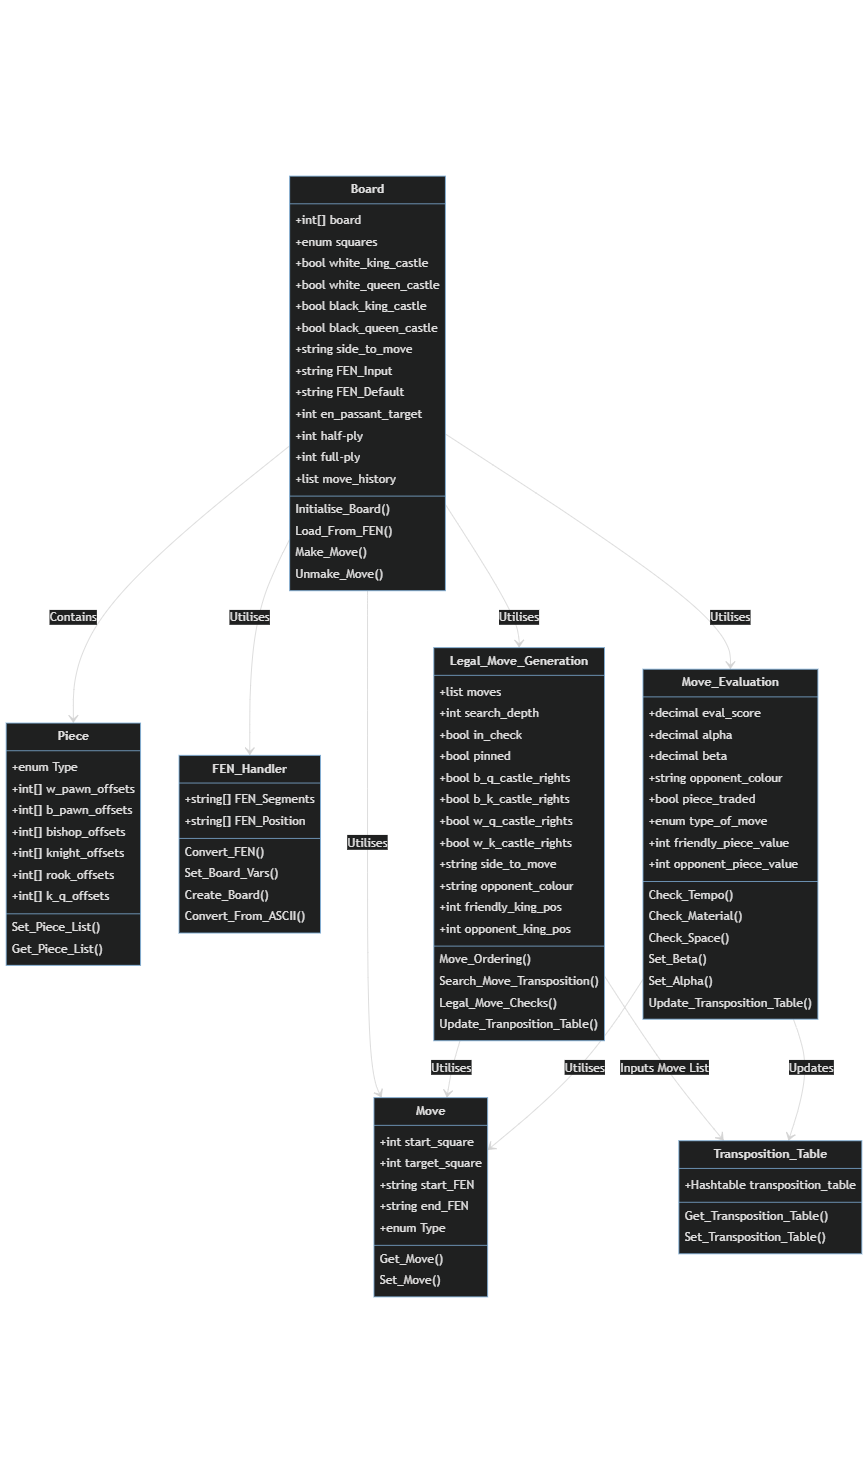 Board
+int[] board
+enum squares
+bool white_king_castle
+bool white_queen_castle
+bool black_king_castle
+bool black_queen_castle
+string side_to_move
+string FEN_Input
+string FEN_Default
+int en_passant_target
+int half-ply
+int full-ply
+list move_history
Initialise_Board()
Load_From_FEN()
Make_Move()
Unmake_Move()
Contains
Utilises
Utilises
Utilises
Utilises
Piece
+enum Type
+int[] w_pawn_offsets
+int[] b_pawn_offsets
+int[] bishop_offsets
+int[] knight_offsets
+int[] rook_offsets
+int[] k_q_offsets
Set_Piece_List()
Get_Piece_List()
FEN_Handler
+string[] FEN_Segments
+string[] FEN_Position
Convert_FEN()
Set_Board_Vars()
Create_Board()
Convert_From_ASCII()
Legal_Move_Generation
+list moves
+int search_depth
+bool in_check
+bool pinned
+bool b_q_castle_rights
+bool b_k_castle_rights
+bool w_q_castle_rights
+bool w_k_castle_rights
+string side_to_move
+string opponent_colour
+int friendly_king_pos
+int opponent_king_pos
Move_Ordering()
Search_Move_Transposition()
Legal_Move_Checks()
Update_Tranposition_Table()
Move_Evaluation
+decimal eval_score
+decimal alpha
+decimal beta
+string opponent_colour
+bool piece_traded
+enum type_of_move
+int friendly_piece_value
+int opponent_piece_value
Check_Tempo()
Check_Material()
Check_Space()
Set_Beta()
Set_Alpha()
Update_Transposition_Table()
Utilises
Utilises
Inputs Move List
Updates
Move
+int start_square
+int target_square
+string start_FEN
+string end_FEN
+enum Type
Get_Move()
Set_Move()
Transposition_Table
+Hashtable transposition_table
Get_Transposition_Table()
Set_Transposition_Table()